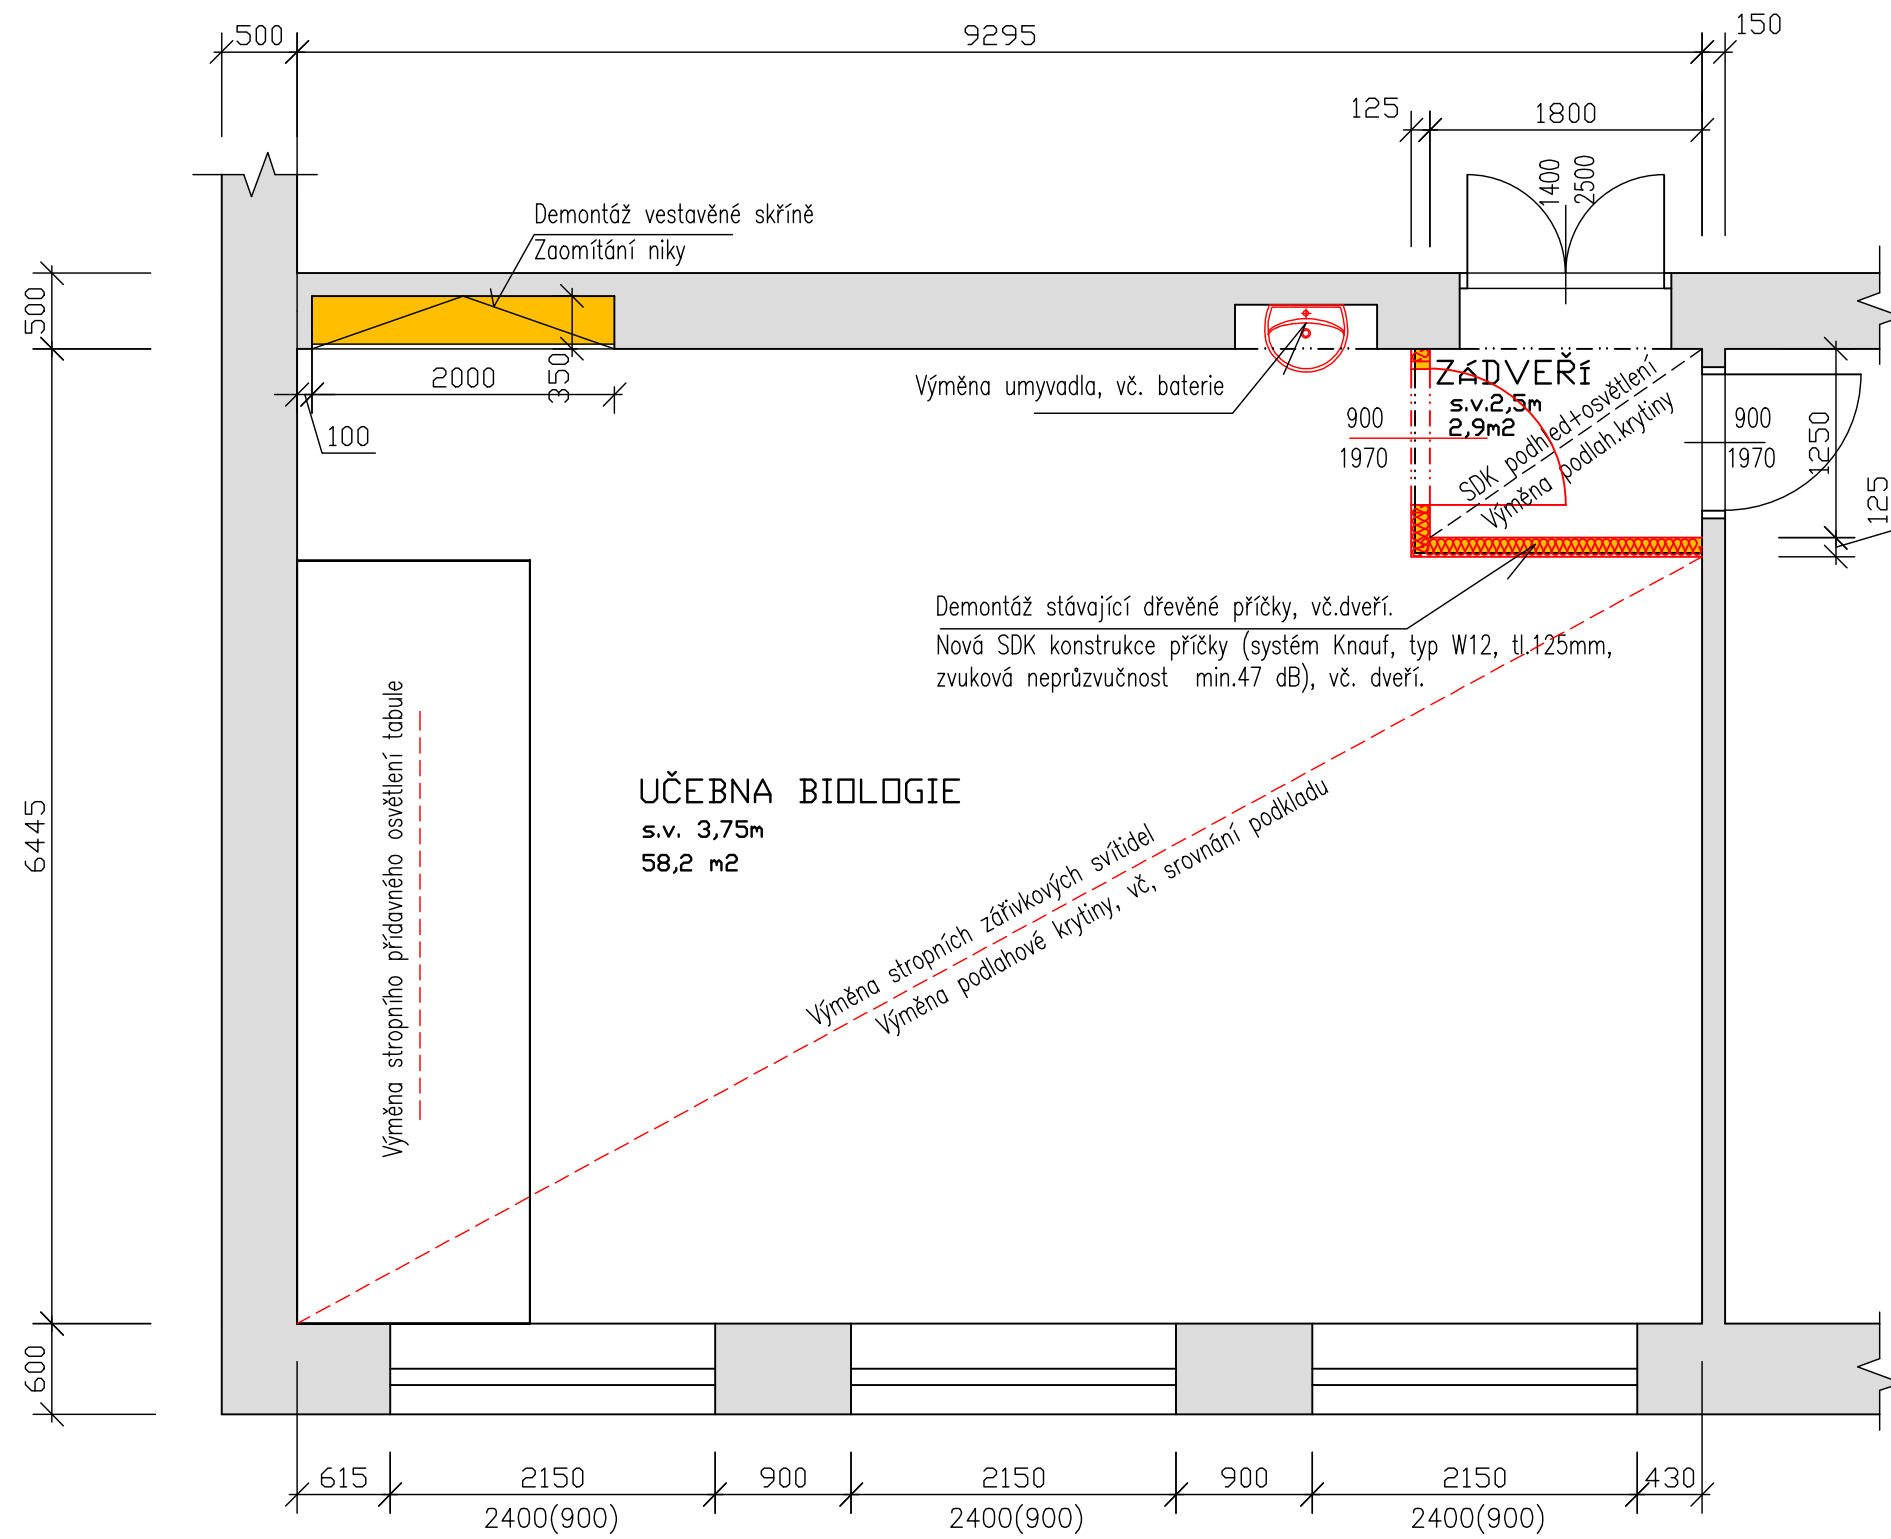 500
9295
150
125
1800
1400
2500
Demontáž vestavěné skříně
Zaomítání niky
500
2000
350
100
Výměna umyvadla, vč. baterie
ZÁDVEŘÍ
s.v.2,5m
2,9m2
SDK podhled+osvětlení
Výměna podlah.krytiny
900
1970
900
1970
1250
125
Demontáž stávající dřevěné příčky, vč.dveří.
Nová SDK konstrukce příčky (systém Knauf, typ W12, tl.125mm,
zvuková neprůzvučnost min.47 dB), vč. dveří.
Výměna stropního přídavného osvětlení tabule
UČEBNA BIOLOGIE
s.v. 3,75m
58,2 m2
Výměna stropních zářivkových svítidel
Výměna podlahové krytiny, vč, srovnání podkladu
6445
600
615
2150
900
2150
900
2150
430
2400(900)
2400(900)
2400(900)